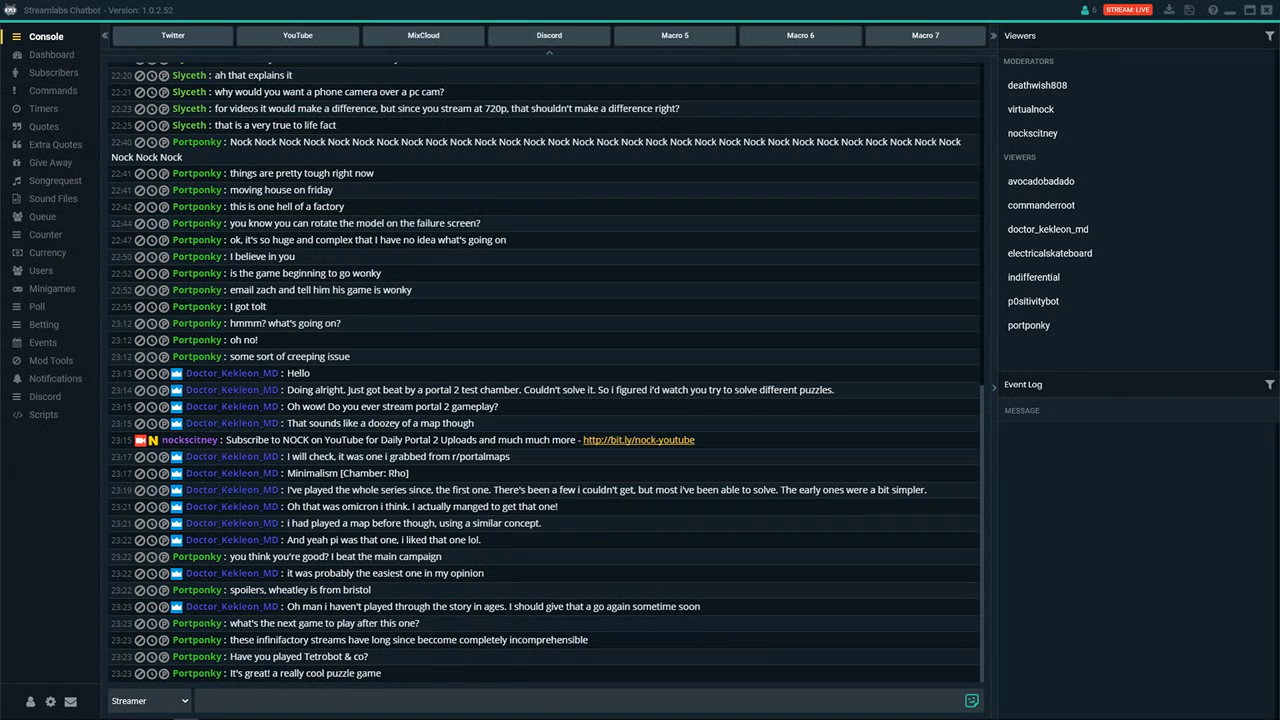 Streamlabs Chatbot - Version: 1.0.2.52
6
STREAM: LIVE
Console
Dashboard
Subscribers
Commands
Timers
Quotes
Extra Quotes
Give Away
Songrequest
Sound Files
Queue
Counter
Currency
Users
Minigames
Poll
Betting
Events
Mod Tools
Notifications
Discord
Scripts
Twitter
YouTube
MixCloud
Discord
Macro 5
Macro 6
Macro 7
22:20 Slyceth : ah that explains it
22:21 Slyceth : why would you want a phone camera over a pc cam?
22:23 Slyceth : for videos it would make a difference, but since you stream at 720p, that shouldn't make a difference right?
22:25 Slyceth : that is a very true to life fact
22:40 Portponky : Nock Nock Nock Nock Nock Nock Nock Nock Nock Nock Nock Nock Nock Nock Nock Nock Nock Nock Nock Nock Nock Nock Nock Nock Nock Nock Nock Nock Nock Nock
Nock Nock Nock
22:41 Portponky : things are pretty tough right now
22:41 Portponky : moving house on friday
22:42 Portponky : this is one hell of a factory
22:44 Portponky : you know you can rotate the model on the failure screen?
22:47 Portponky : ok, it's so huge and complex that I have no idea what's going on
22:50 Portponky : I believe in you
22:52 Portponky : is the game beginning to go wonky
22:52 Portponky : email zach and tell him his game is wonky
22:55 Portponky : I got tolt
23:12 Portponky : hmmm? what's going on?
23:12 Portponky : oh no!
23:12 Portponky : some sort of creeping issue
23:13 Doctor_Kekleon_MD : Hello
23:14 Doctor_Kekleon_MD : Doing alright. Just got beat by a portal 2 test chamber. Couldn't solve it. So i figured i'd watch you try to solve different puzzles.
23:15 Doctor_Kekleon_MD : Oh wow! Do you ever stream portal 2 gameplay?
23:15 Doctor_Kekleon_MD : That sounds like a doozey of a map though
23:15 N nockscitney : Subscribe to NOCK on YouTube for Daily Portal 2 Uploads and much much more - http://bit.ly/nock-youtube
23:17 Doctor_Kekleon_MD : I will check, it was one i grabbed from r/portalmaps
23:17 Doctor_Kekleon_MD : Minimalism [Chamber: Rho]
23:19 Doctor_Kekleon_MD : I've played the whole series since, the first one. There's been a few i couldn't get, but most i've been able to solve. The early ones were a bit simpler.
23:21 Doctor_Kekleon_MD : Oh that was omicron i think. I actually manged to get that one!
23:21 Doctor_Kekleon_MD : i had played a map before though, using a similar concept.
23:22 Doctor_Kekleon_MD : And yeah pi was that one, i liked that one lol.
23:22 Portponky : you think you're good? I beat the main campaign
23:22 Doctor_Kekleon_MD : it was probably the easiest one in my opinion
23:22 Portponky : spoilers, wheatley is from bristol
23:23 Doctor_Kekleon_MD : Oh man i haven't played through the story in ages. I should give that a go again sometime soon
23:23 Portponky : what's the next game to play after this one?
23:23 Portponky : these infinifactory streams have long since beccome completely incomprehensible
23:23 Portponky : Have you played Tetrobot & co?
23:23 Portponky : It's great! a really cool puzzle game
Streamer
Viewers
MODERATORS
deathwish808
virtualnock
nockscitney
VIEWERS
avocadobadado
commanderroot
doctor_kekleon_md
electricalskateboard
indifferential
p0sitivitybot
portponky
Event Log
MESSAGE